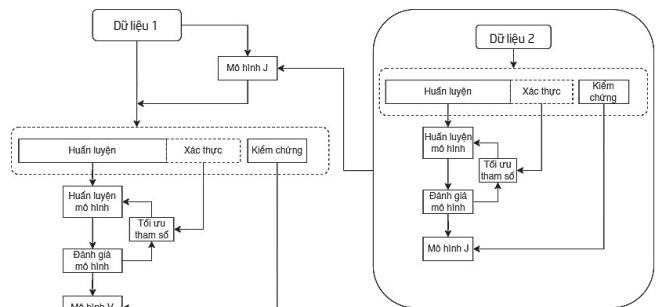 Dữ liệu 1
Mô hình J
Huấn luyện
Xác thực
Kiểm chứng
Huấn luyện
mô hình
Tối ưu
tham số
Đánh giá
mô hình
Mô hình V
Dữ liệu 2
Huấn luyện
Xác thực
Kiểm
chứng
Huấn luyện
mô hình
Tối ưu
tham số
Đánh giá
mô hình
Mô hình J